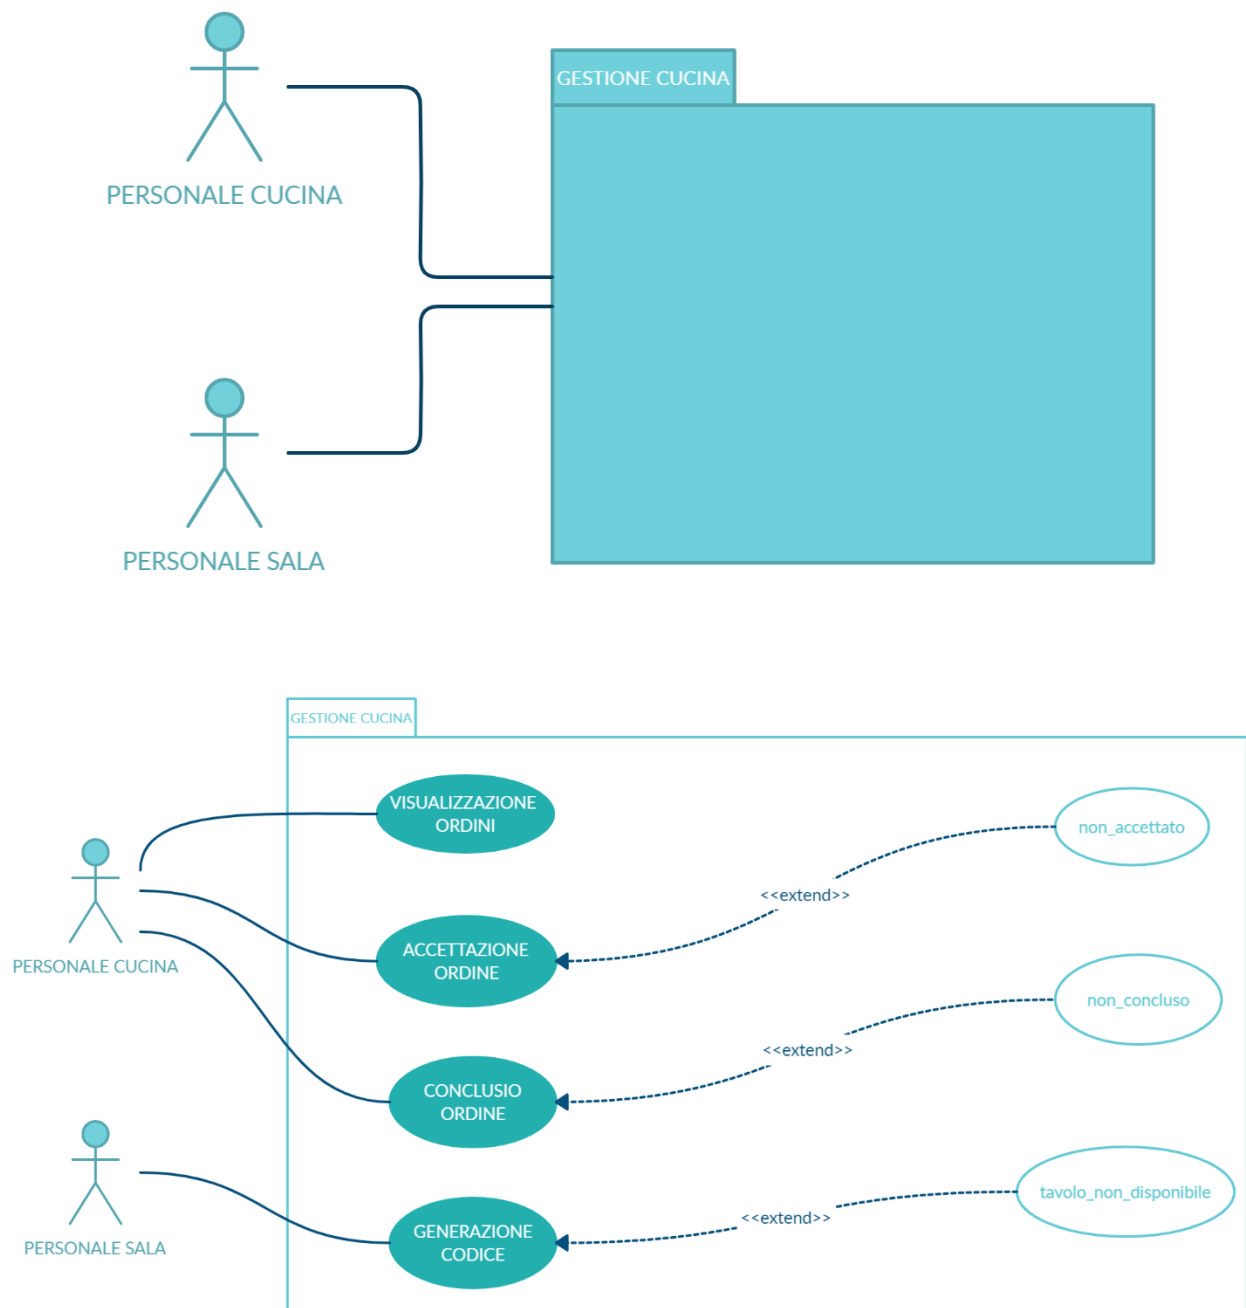 GESTIONE CUCINA
PERSONALE CUCINA
PERSONALE SALA
GESTIONE CUCINA
VISUALIZZAZIONE
ORDINI
non_accettato
<<extend>>
ACCETTAZIONE
ORDINE
PERSONALE CUCINA
non_concluso
<<extend>>
CONCLUSIO
ORDINE
tavolo_non_disponibile
<<extend>>
GENERAZIONE
CODICE
PERSONALE SALA